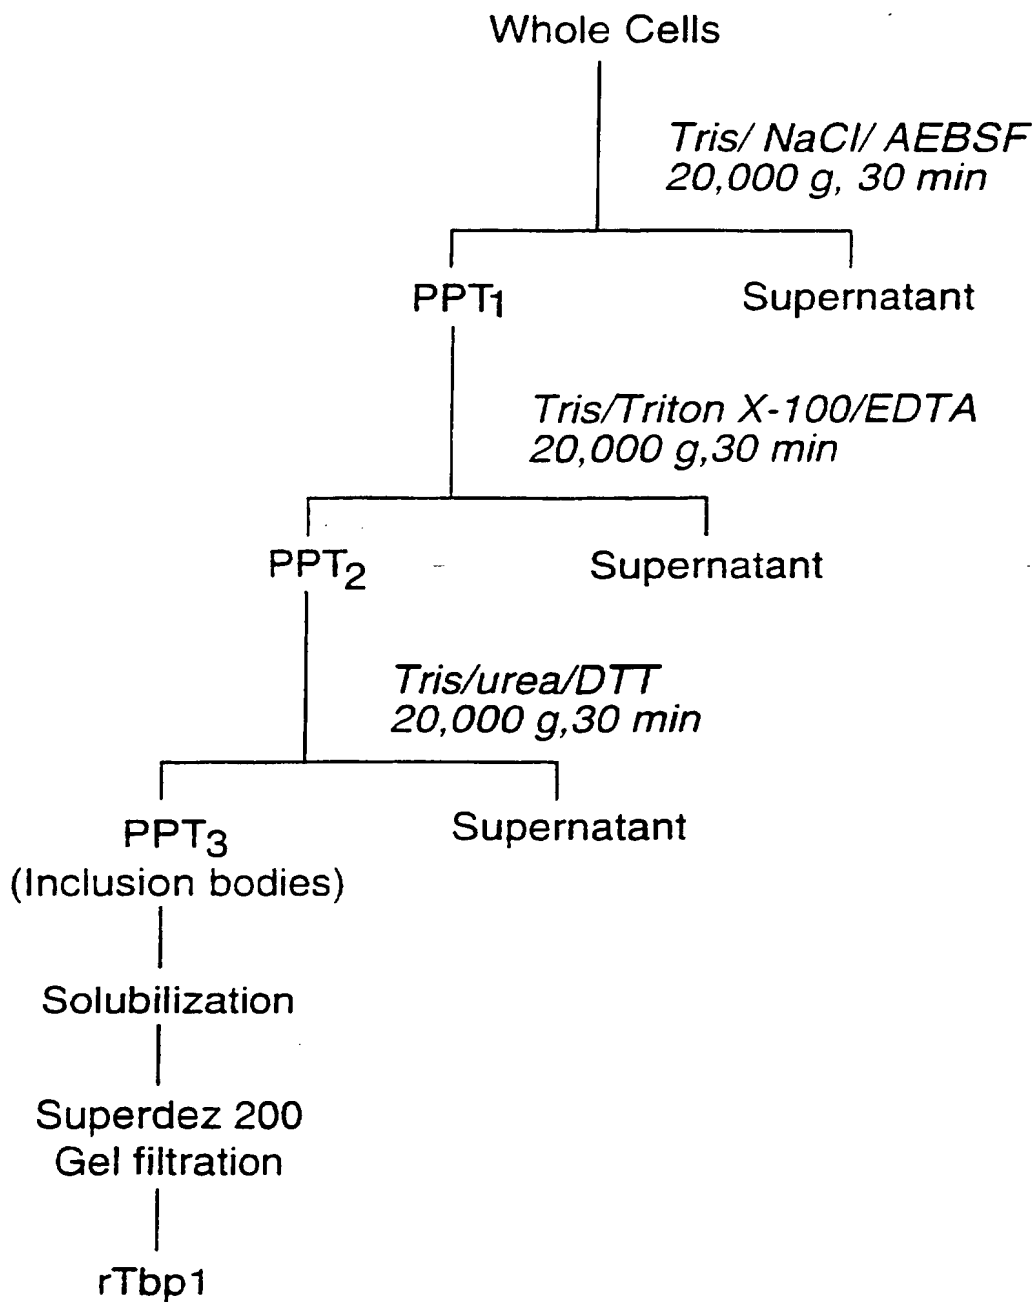 Whole Cells
Tris/ NaCl/ AEBSF
20,000 g, 30 min
PPT1
Supernatant
Tris/Triton X-100/EDTA
20,000 g,30 min
PPT2
Supernatant
Tris/urea/DTT
20,000 g,30 min
PPT3
(Inclusion bodies)
Supernatant
Solubilization
Superdez 200
Gel filtration
rTbp1